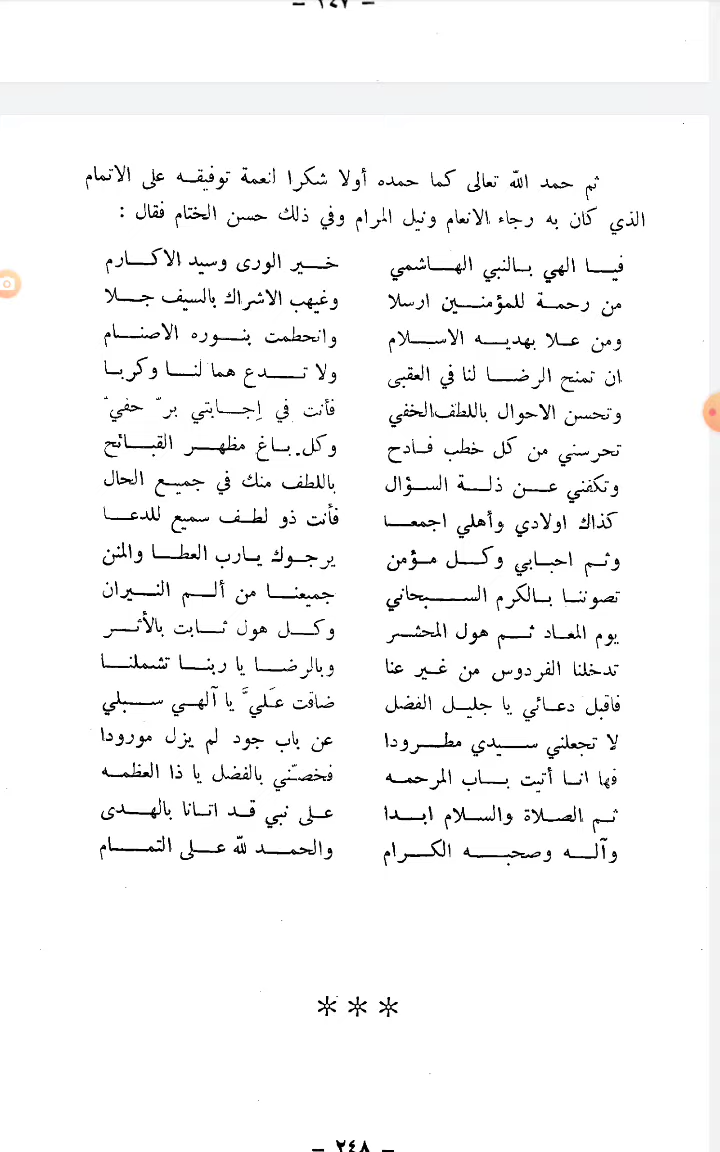 - ٢٤٧ -
ثم حمد الله تعالى كما حمده أولا شكرا لنعمة توفيقه على الاتمام
الذي كان به رجاء الانعام ونيل المرام وفي ذلك حسن الختام فقال :
فيا الهي بالنبي الهاشمي خير الورى وسيد الاكارم
من رحمة للمؤمنين ارسلا وغيهب الاشراك بالسيف جلا
ومن علا بهديه الاسلام وانحطمت بنوره الاصنام
ان تمنح الرضا لنا في العقبى ولا تدع هما لنا وكربا
وتحسن الاحوال باللطف الخفي فأنت في إجابتي برّ حفيّ
تحرسني من كل خطب فادح وكل باغ مظهر القبائح
وتكفني عن ذلة السؤال باللطف منك في جميع الحال
كذاك اولادي وأهلي اجمعا فأنت ذو لطف سميع للدعا
وثم احبابي وكل مؤمن يرجوك يارب العطا والمنن
تصوننا بالكرم السبحاني جميعنا من ألم النيران
يوم المعاد ثم هول المحشر وكل هول ثابت بالأثر
تدخلنا الفردوس من غير عنا وبالرضا يا ربنا تشملنا
فاقبل دعائي يا جليل الفضل ضاقت عَليَّ يا آلهي سبلي
لا تجعلني سيدي مطرودا عن باب جود لم يزل مورودا
فها انا أتيت باب المرحمه فخصّني بالفضل يا ذا العظمه
ثم الصلاة والسلام ابدا على نبي قد اتانا بالهدى
وآله وصحبه الكرام والحمد لله على التمام
* * *
- ٢٤٨ -